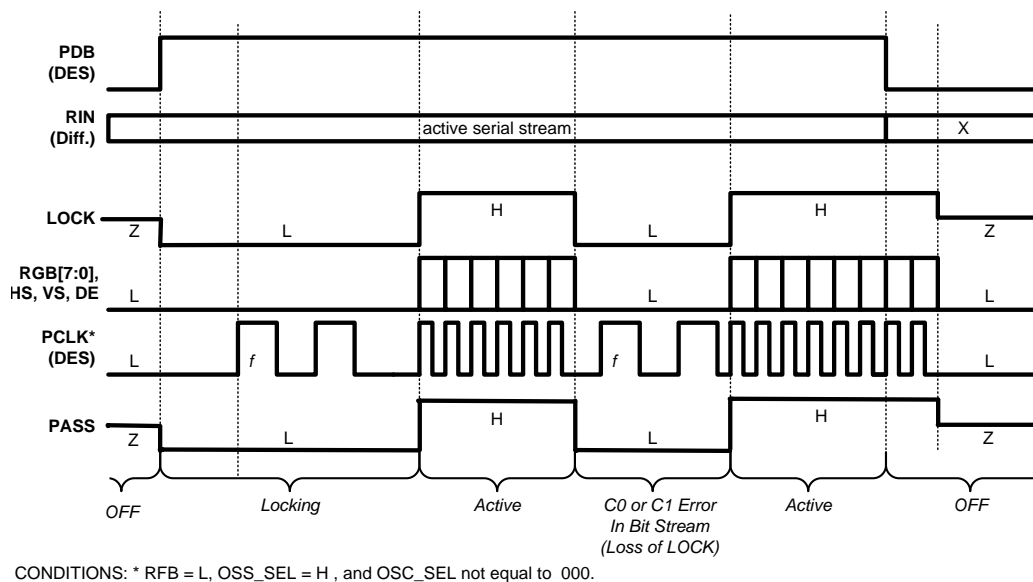 PDB
(DES)
RIN
(Diff.)
active serial stream
X
LOCK
Z
L
H
L
H
Z
RGB[7:0],
HS, VS, DE
L
L
L
PCLK*
(DES)
L
f
f
L
PASS
Z
L
H
L
H
Z
OFF
Locking
Active
C0 or C1 Error
In Bit Stream
(Loss of LOCK)
Active
OFF
CONDITIONS: * RFB = L, OSS_SEL = H , and OSC_SEL not equal to 000.